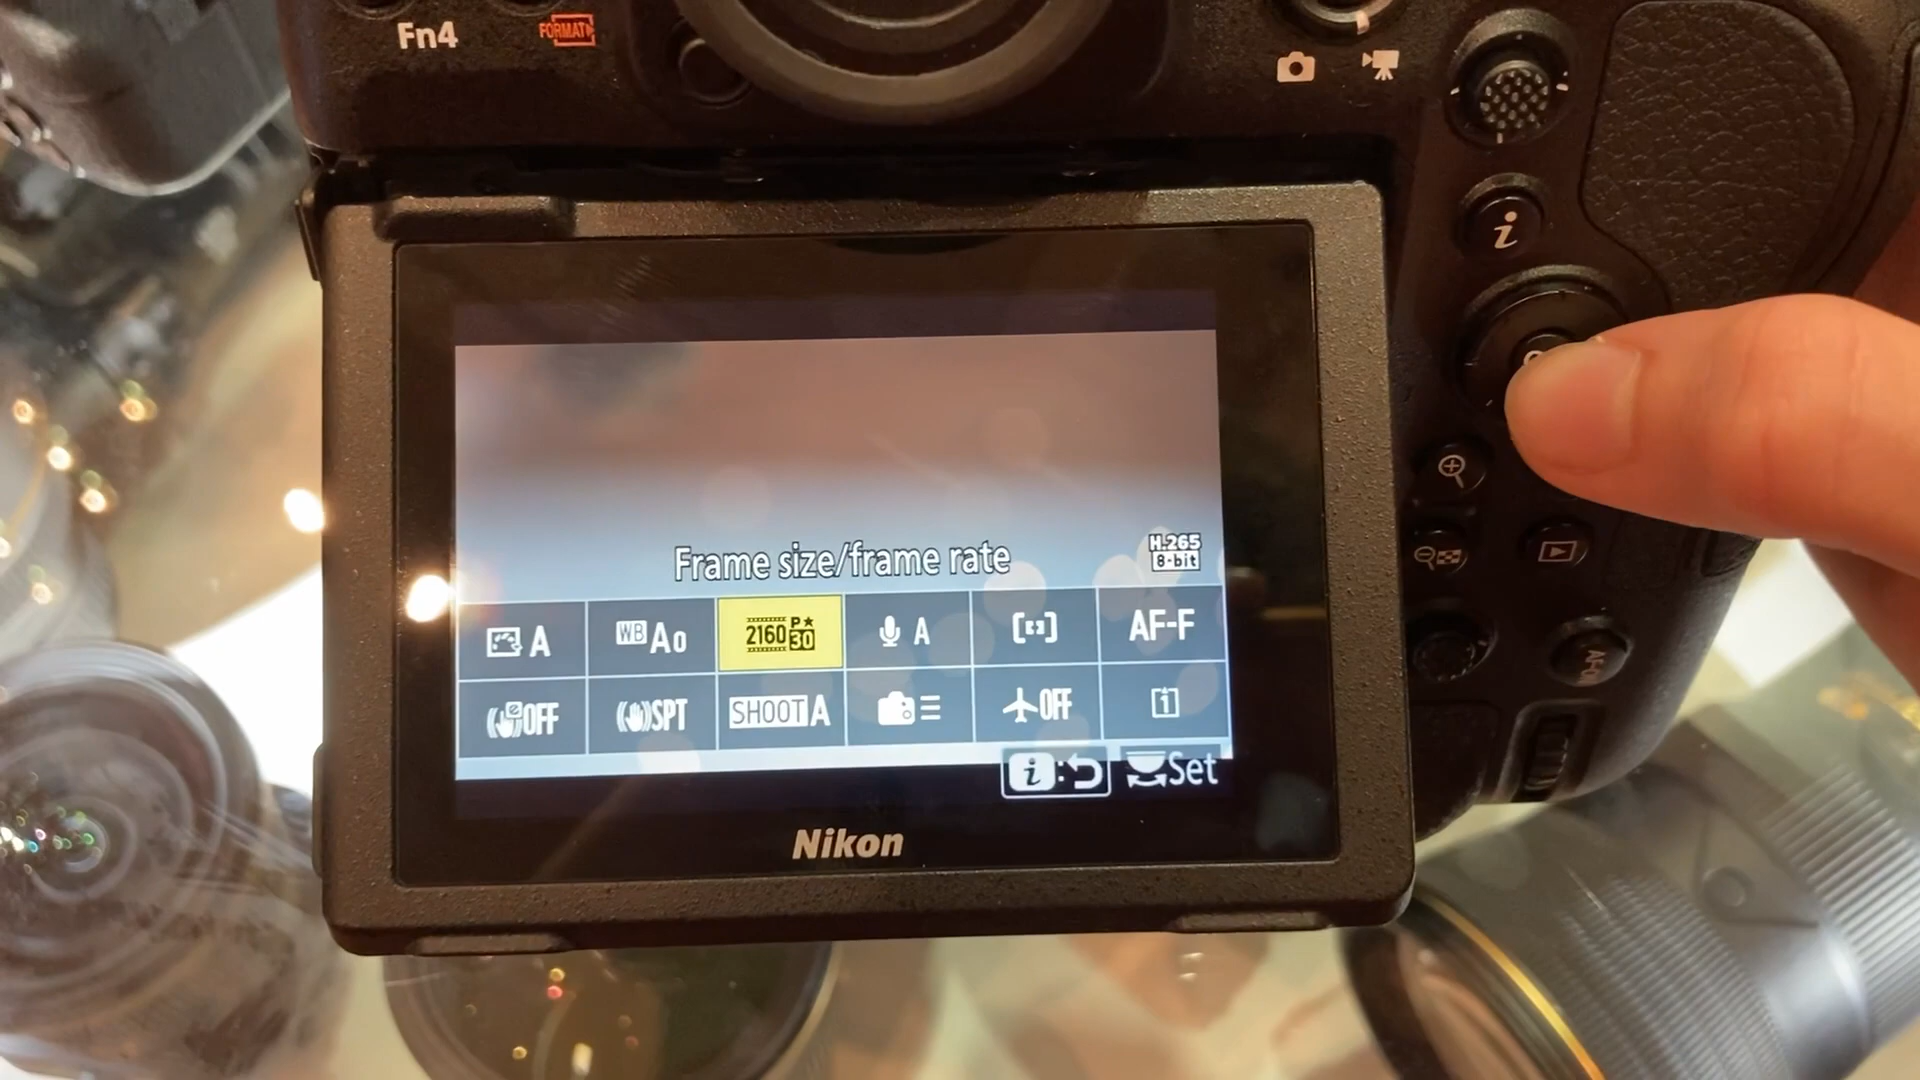 Fn4
FORMAT
i
Frame size/frame rate
H.265
8-bit
A
WB A0
2160 P★
30
A
AF-F
OFF
SPT
SHOOT A
OFF
1
i : Set
Nikon